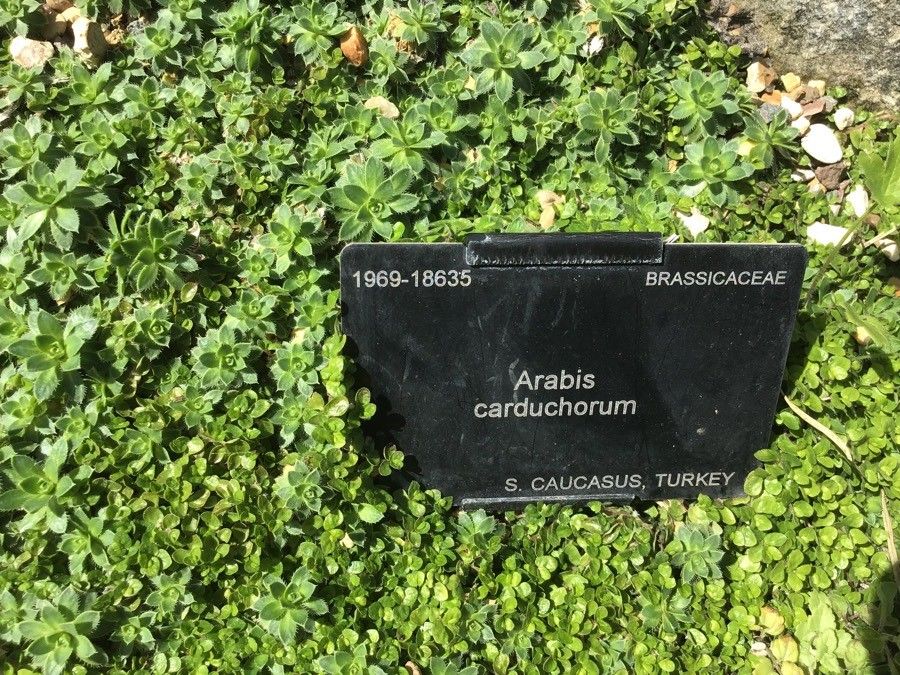 1969-18635 BRASSICACEAE
Arabis
carduchorum
S. CAUCASUS, TURKEY